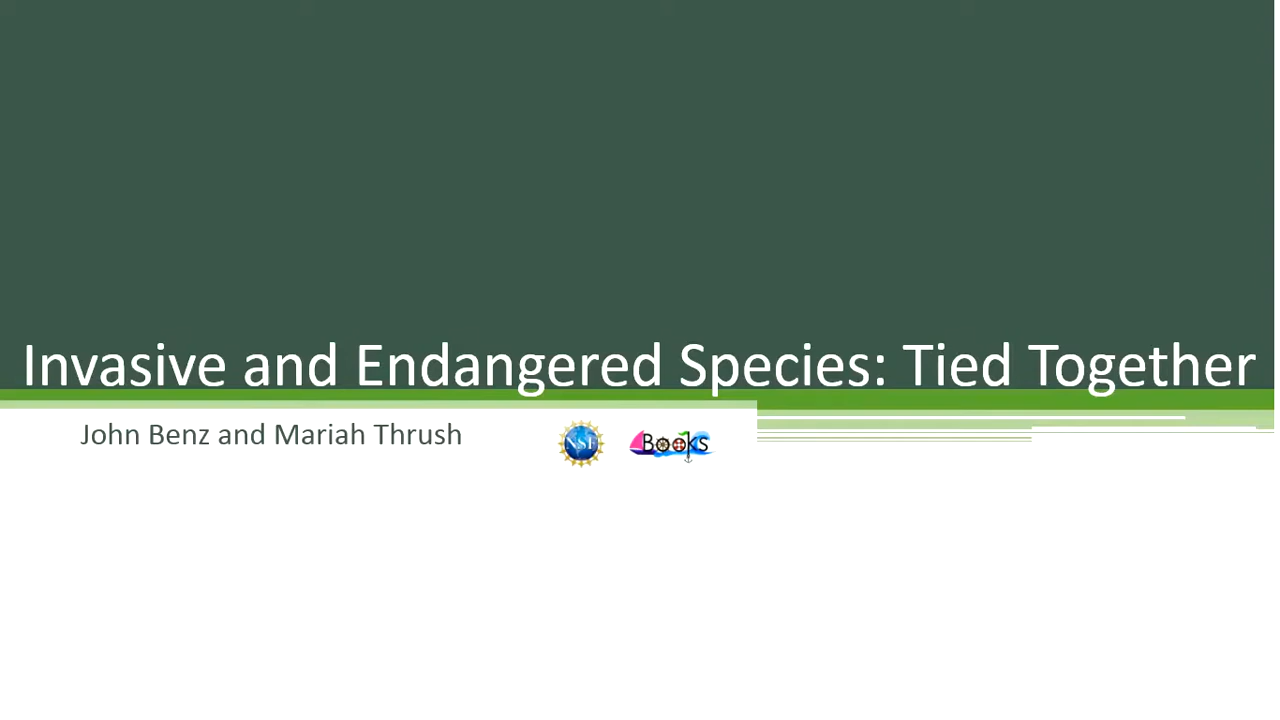 Invasive and Endangered Species: Tied Together
John Benz and Mariah Thrush
NSF
Books